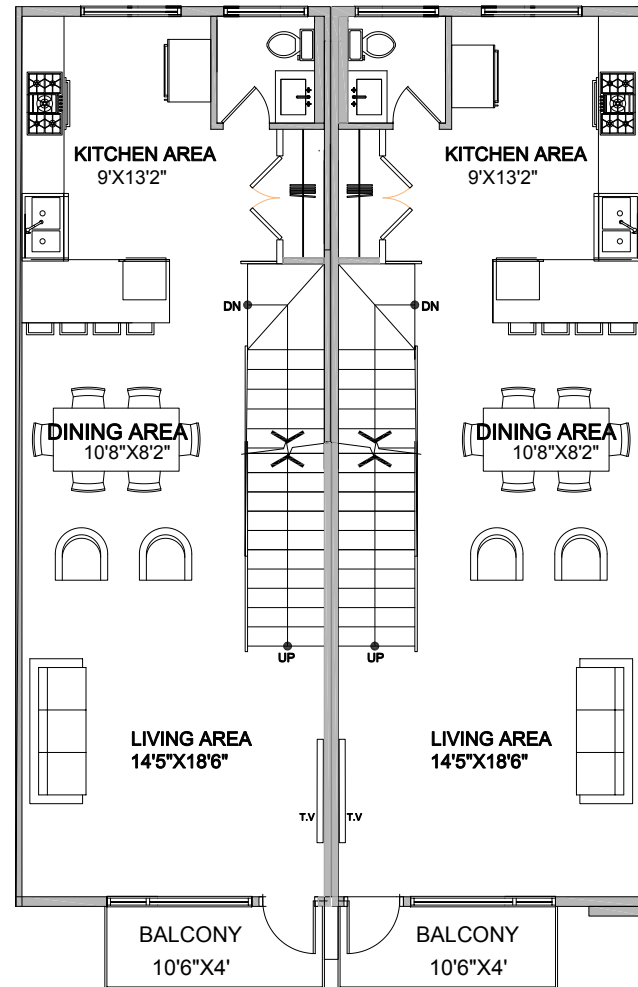 KITCHEN AREA
9'X13'2"
KITCHEN AREA
9'X13'2"
DN
DN
DINING AREA
10'8"X8'2"
DINING AREA
10'8"X8'2"
UP
UP
LIVING AREA
14'5"X18'6"
LIVING AREA
14'5"X18'6"
T.V
T.V
BALCONY
10'6"X4'
BALCONY
10'6"X4'